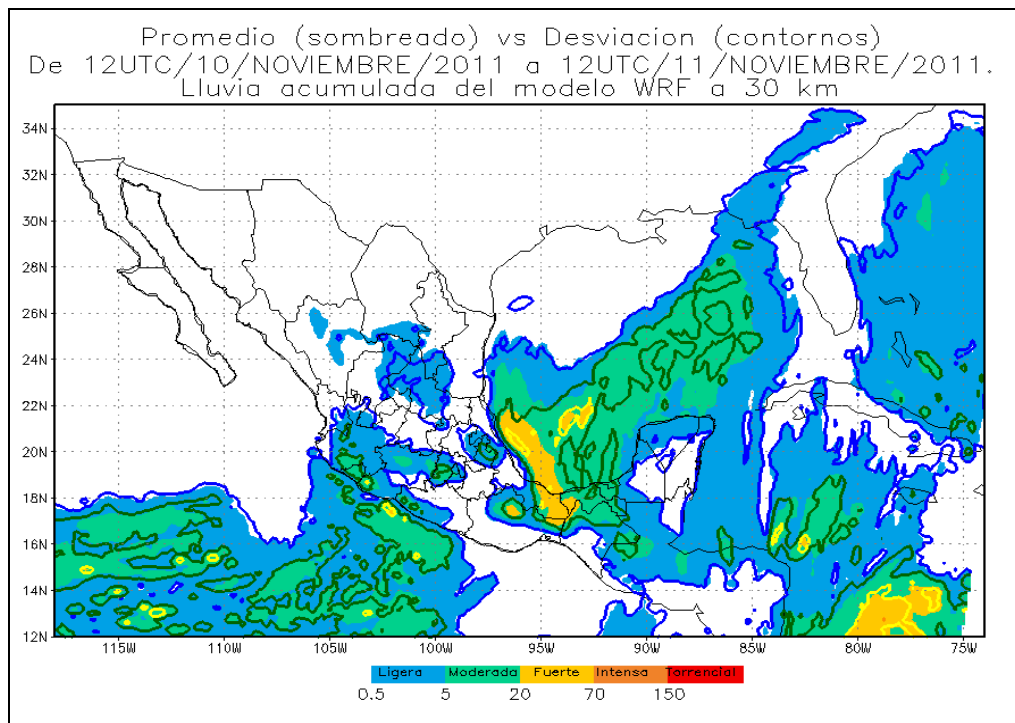 Promedio (sombreado) vs Desviacion (contornos)
De 12UTC/10/NOVIEMBRE/2011 a 12UTC/11/NOVIEMBRE/2011.
Lluvia acumulada del modelo WRF a 30 km
34N
32N
30N
28N
26N
24N
22N
20N
18N
16N
14N
12N
115W 110W 105W 100W 95W 90W 85W 80W 75W
Ligera Moderada Fuerte Intensa Torrencial
0.5 5 20 70 150